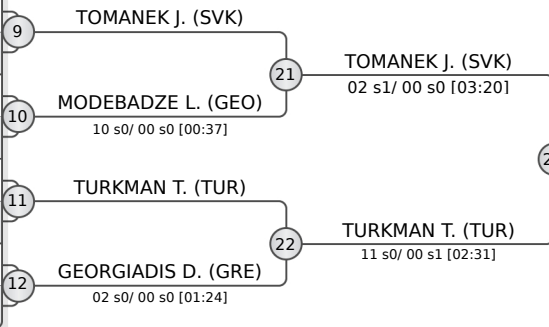 9
TOMANEK J. (SVK)
21
TOMANEK J. (SVK)
02 s1/ 00 s0 [03:20]
10
MODEBADZE L. (GEO)
10 s0/ 00 s0 [00:37]
11
TURKMAN T. (TUR)
22
TURKMAN T. (TUR)
11 s0/ 00 s1 [02:31]
12
GEORGIADIS D. (GRE)
02 s0/ 00 s0 [01:24]